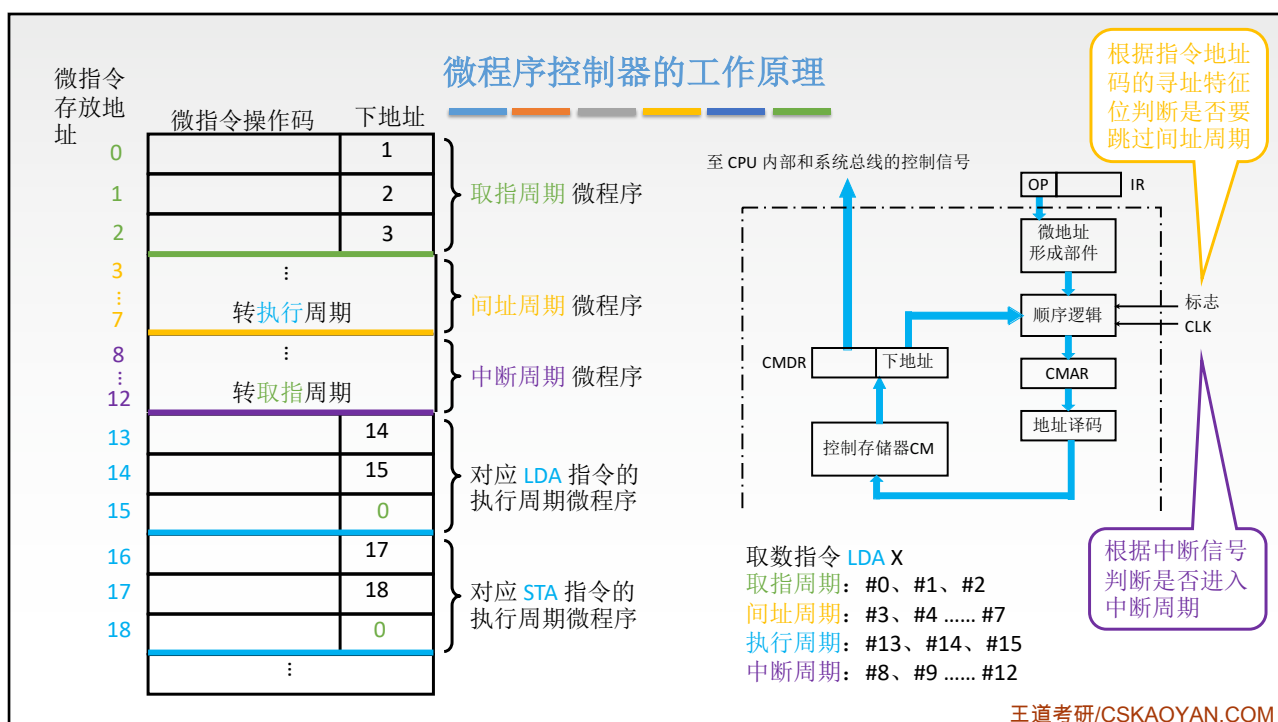 微程序控制器的工作原理
微指令
存放地
址
微指令操作码
下地址
0
1
1
2
2
3
取指周期 微程序
3
⋮
7
⋮
转执行周期
间址周期 微程序
8
⋮
12
⋮
转取指周期
中断周期 微程序
13
14
14
15
15
0
对应 LDA 指令的
执行周期微程序
16
17
17
18
18
0
对应 STA 指令的
执行周期微程序
⋮
至 CPU 内部和系统总线的控制信号
OP
IR
微地址
形成部件
顺序逻辑
标志
CLK
CMDR
下地址
CMAR
地址译码
控制存储器CM
根据指令地址
码的寻址特征
位判断是否要
跳过间址周期
根据中断信号
判断是否进入
中断周期
取数指令 LDA X
取指周期：#0、#1、#2
间址周期：#3、#4 …… #7
执行周期：#13、#14、#15
中断周期：#8、#9 …… #12
王道考研/CSKAOYAN.COM